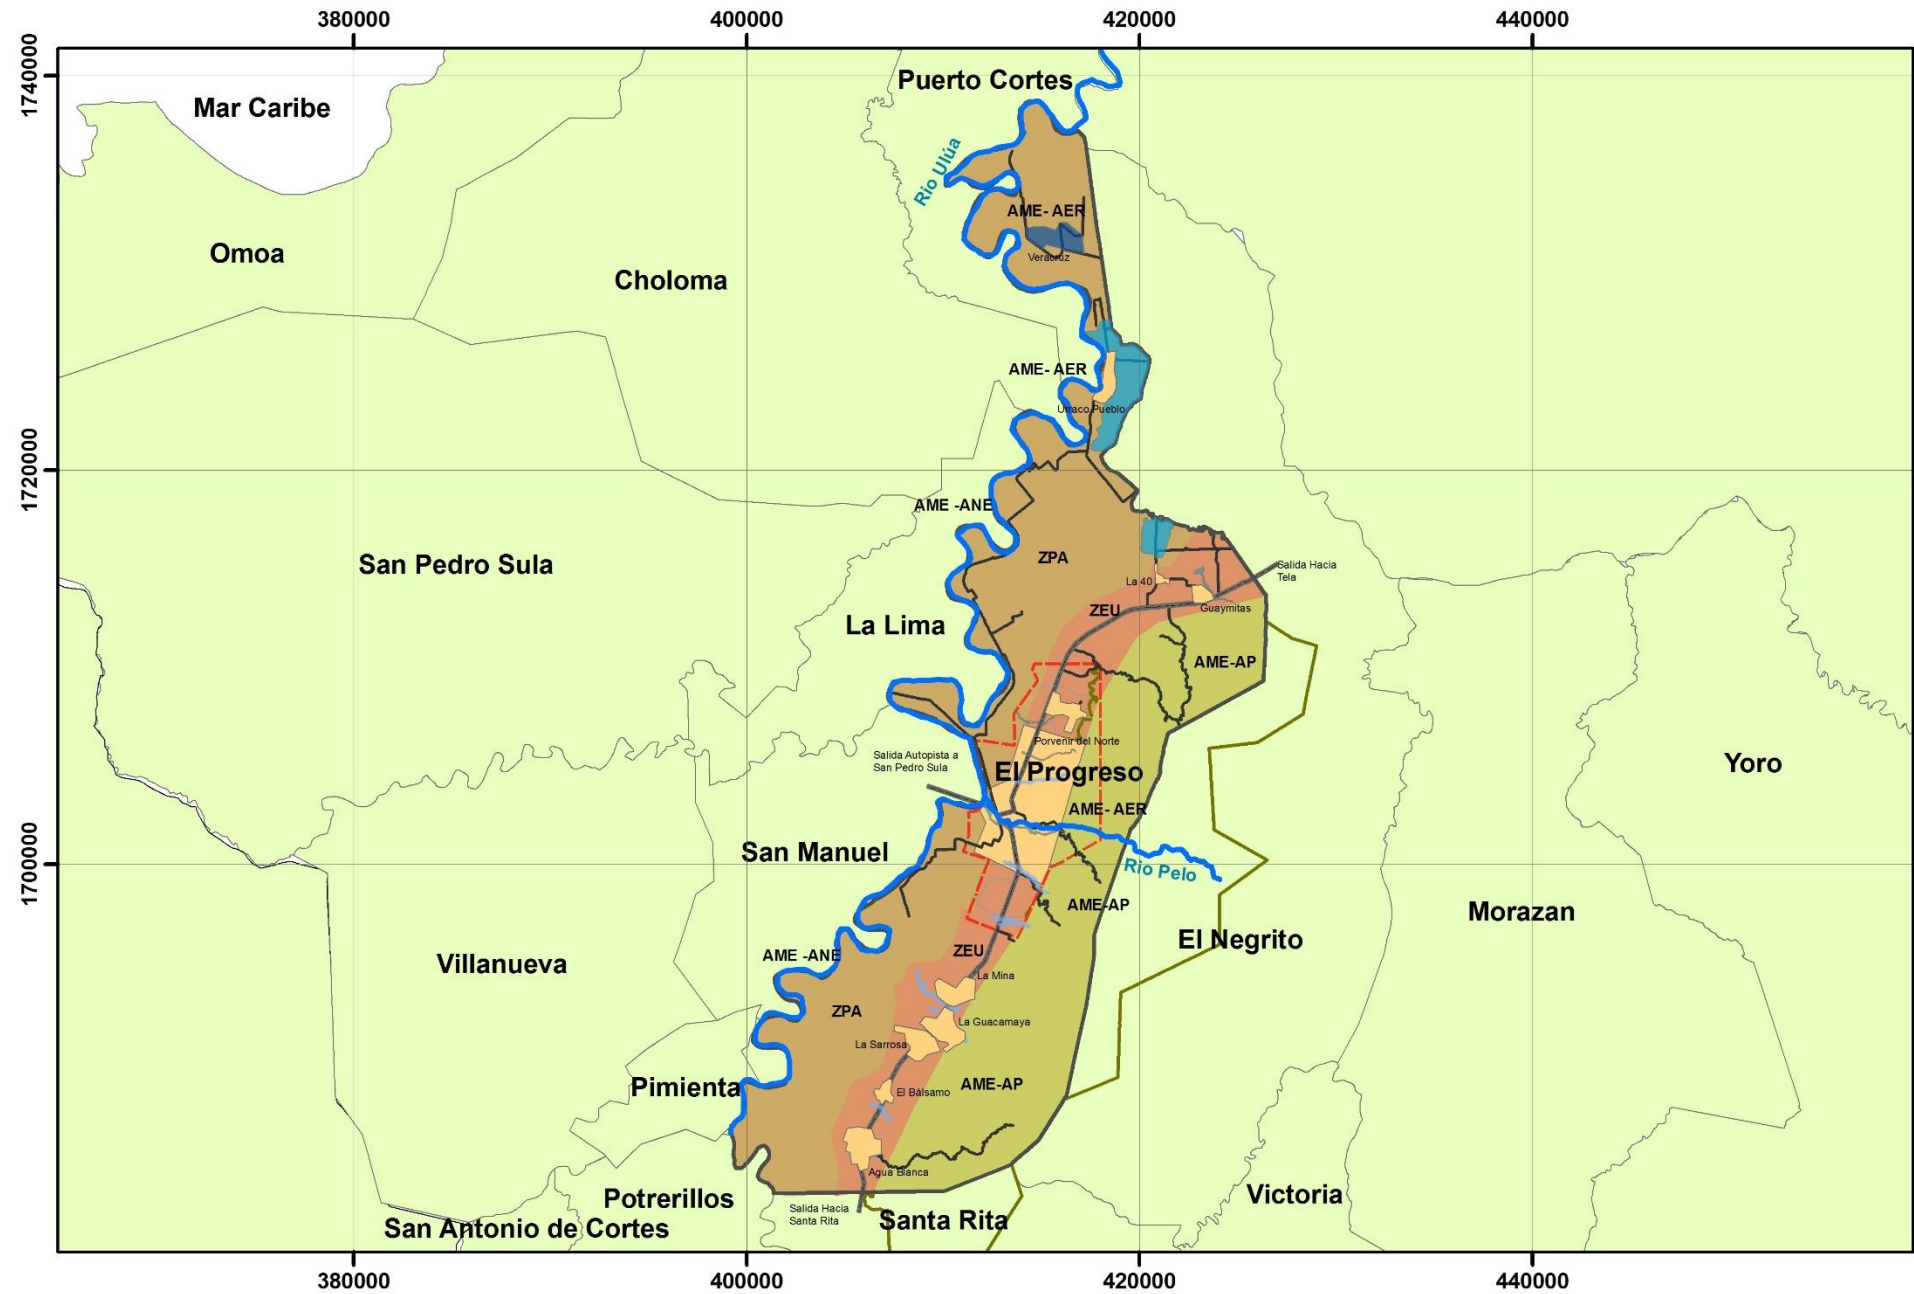 380000
400000
420000
440000
1740000
Puerto Cortes
Mar Caribe
Rio Ulúa
AME- AER
Omoa
Veracruz
Choloma
AME- AER
Urraco Pueblo
1720000
AME -ANE
ZPA
San Pedro Sula
Salida Hacia
Tela
La 40
Guaymitas
ZEU
La Lima
AME-AP
Porvenir del Norte
Salida Autopista a
San Pedro Sula
El Progreso
Yoro
AME- AER
San Manuel
1700000
Rio Pelo
AME-AP
Morazan
El Negrito
ZEU
AME -ANE
Villanueva
La Mina
ZPA
La Guacamaya
La Sarrosa
Pimienta
AME-AP
El Bálsamo
Agua Blanca
Potrerillos
Victoria
Salida Hacia
Santa Rita
Santa Rita
San Antonio de Cortes
380000
400000
420000
440000